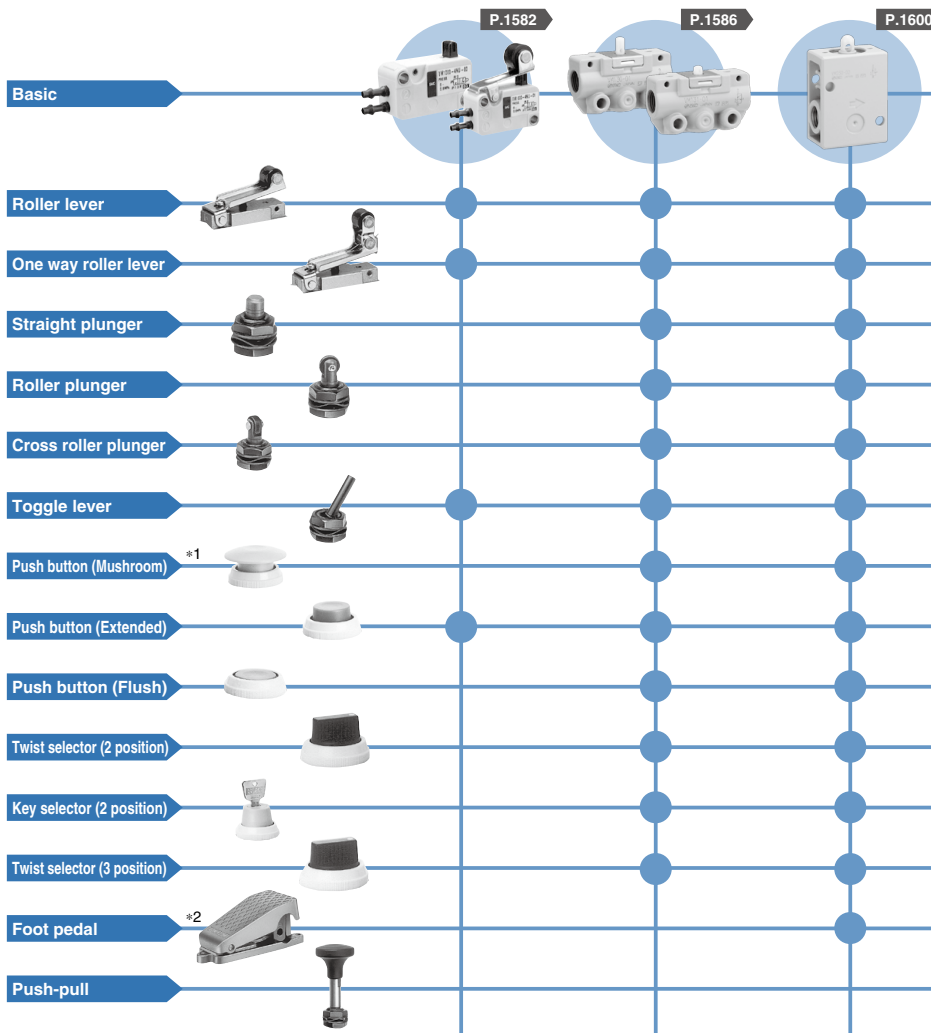 P.1582
P.1586
P.1600
Basic
Roller lever
One way roller lever
Straight plunger
Roller plunger
Cross roller plunger
Toggle lever
*1
Push button (Mushroom)
Push button (Extended)
Push button (Flush)
Twist selector (2 position)
Key selector (2 position)
Twist selector (3 position)
*2
Foot pedal
Push-pull